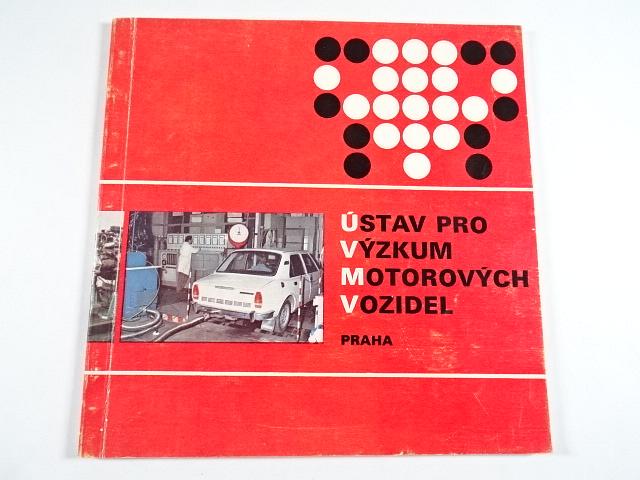 ÚSTAV PRO
VÝZKUM
MOTOROVÝCH
VOZIDEL
PRAHA